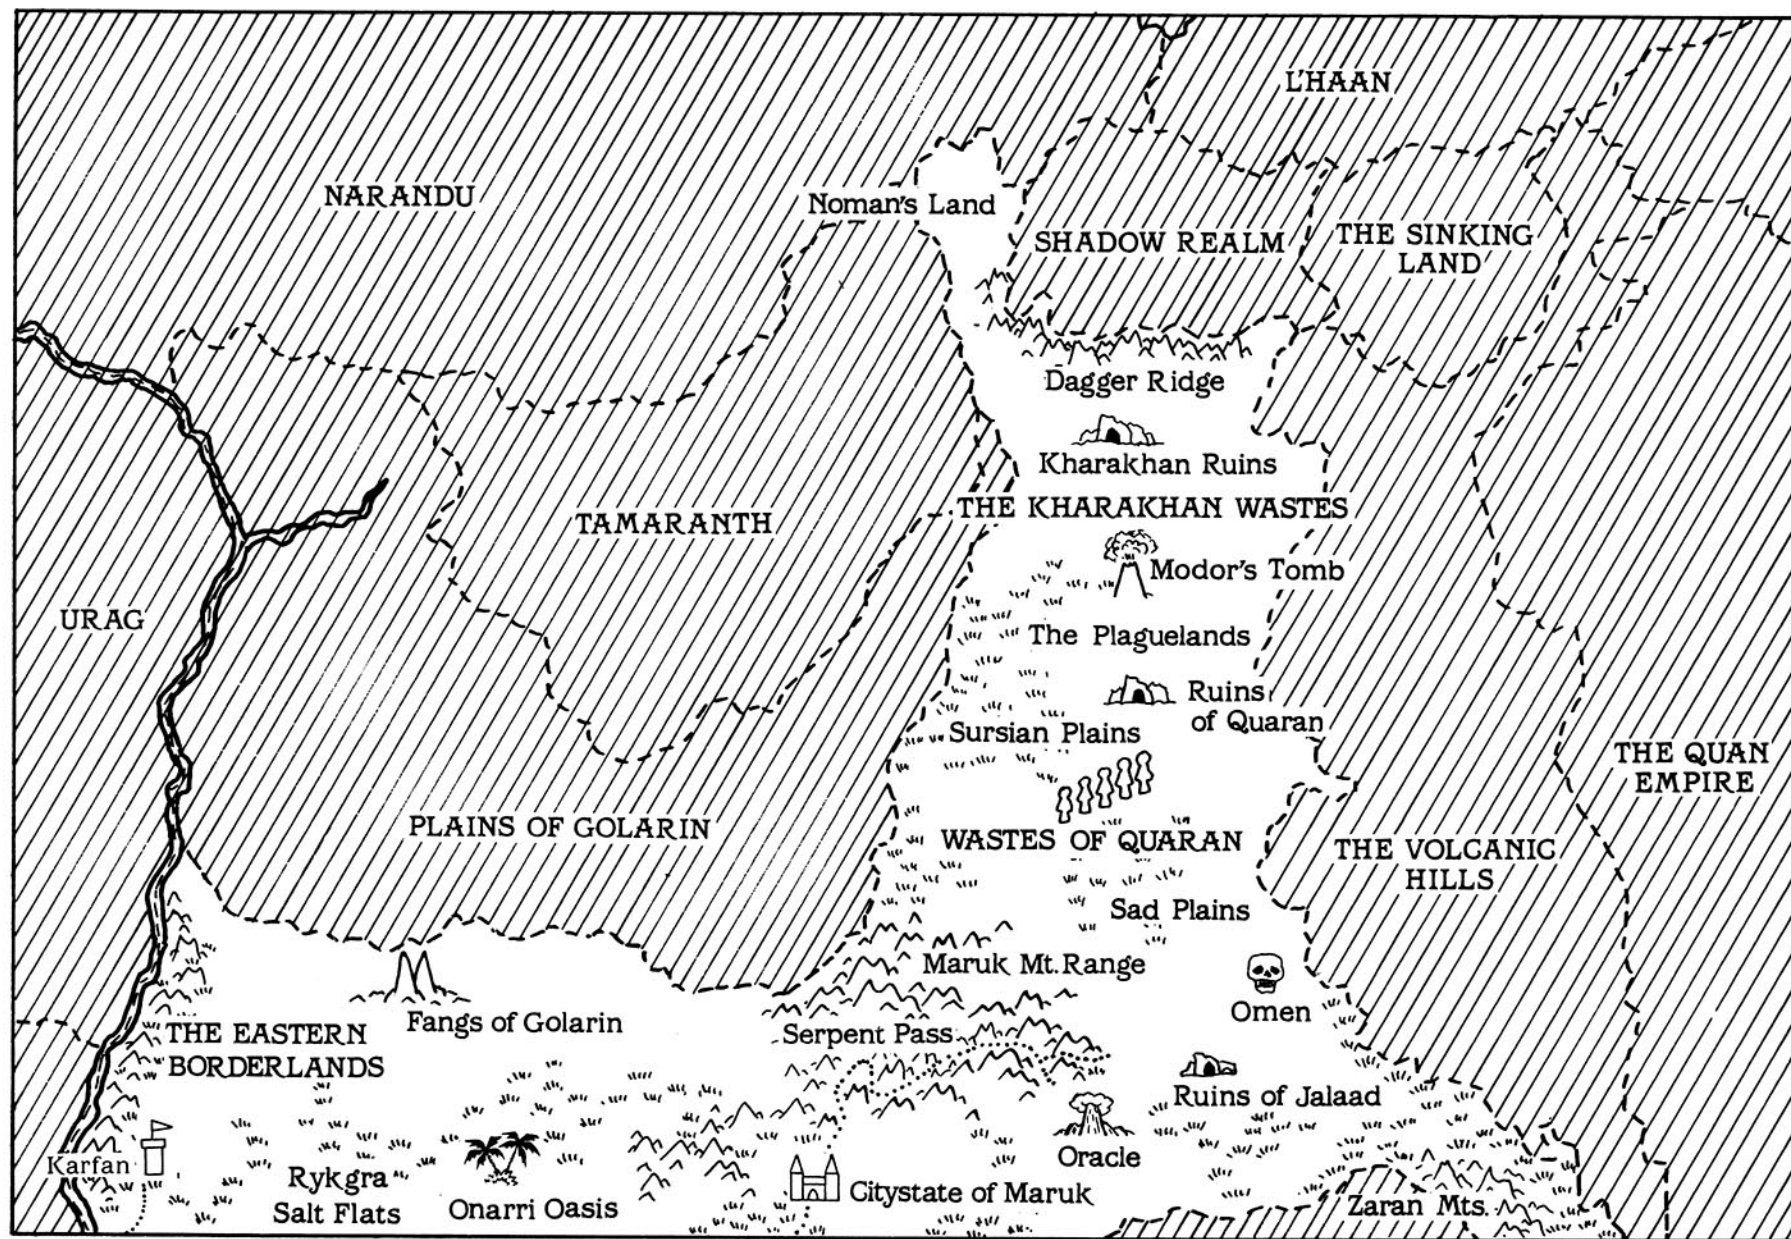 L'HAAN
NARANDU
Noman's Land
SHADOW REALM
THE SINKING
LAND
Dagger Ridge
Kharakhan Ruins
THE KHARAKHAN WASTES
TAMARANTH
Modor's Tomb
URAG
The Plaguelands
Ruins
of Quaran
Sursian Plains
THE QUAN
EMPIRE
PLAINS OF GOLARIN
WASTES OF QUARAN
THE VOLCANIC
HILLS
Sad Plains
Maruk Mt. Range
Omen
Fangs of Golarin
THE EASTERN
BORDERLANDS
Serpent Pass
Ruins of Jalaad
Karfan
Oracle
Rykgra
Salt Flats
Onarri Oasis
Citystate of Maruk
Zaran Mts.